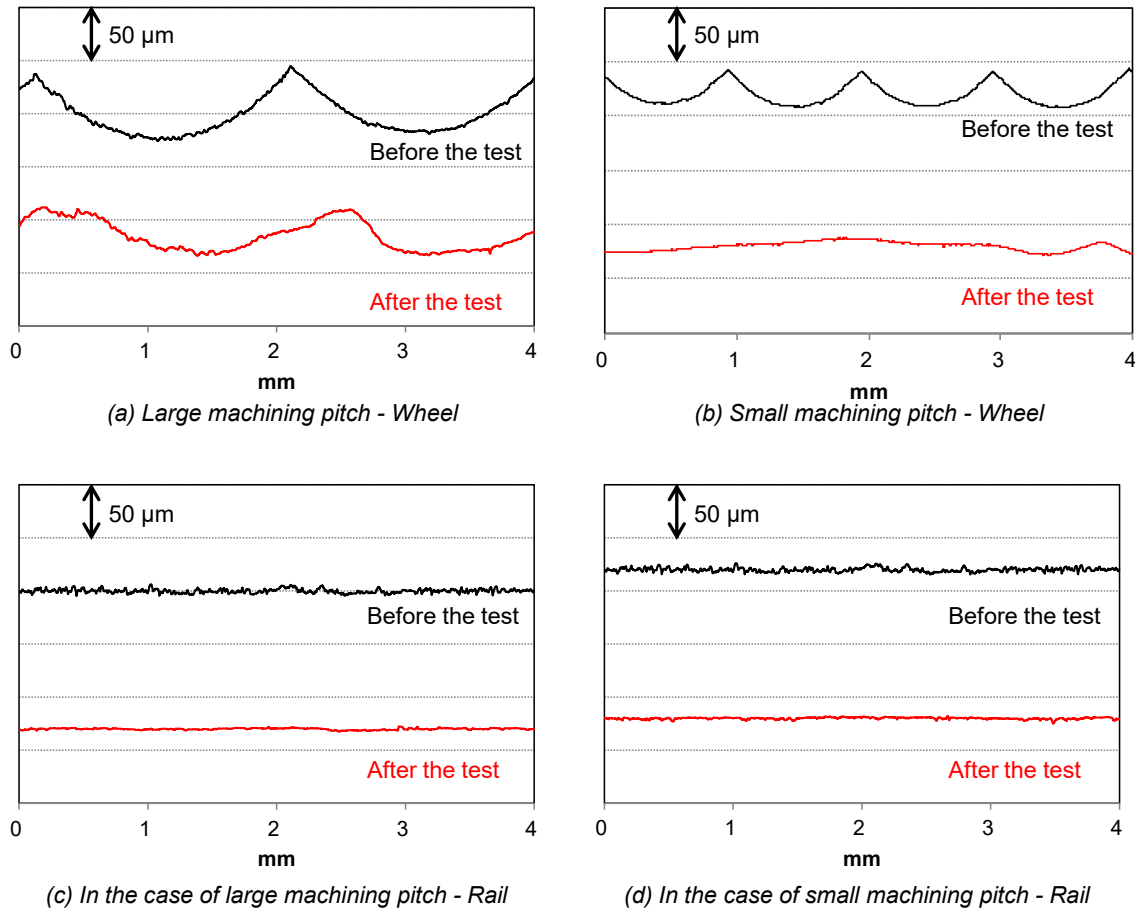 50 µm
Before the test
After the test
0 1 2 3 4
mm
(a) Large machining pitch - Wheel
50 µm
Before the test
After the test
0 1 2 3 4
mm
(b) Small machining pitch - Wheel
50 µm
Before the test
After the test
0 1 2 3 4
mm
(c) In the case of large machining pitch - Rail
50 µm
Before the test
After the test
0 1 2 3 4
mm
(d) In the case of small machining pitch - Rail